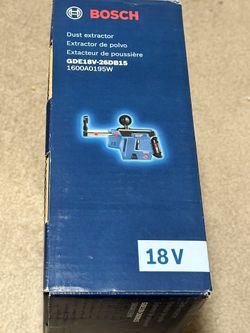 BOSCH
Dust extractor
Extractor de polvo
Extracteur de poussière
GDE18V-26DB15
1600A0195W
18 V